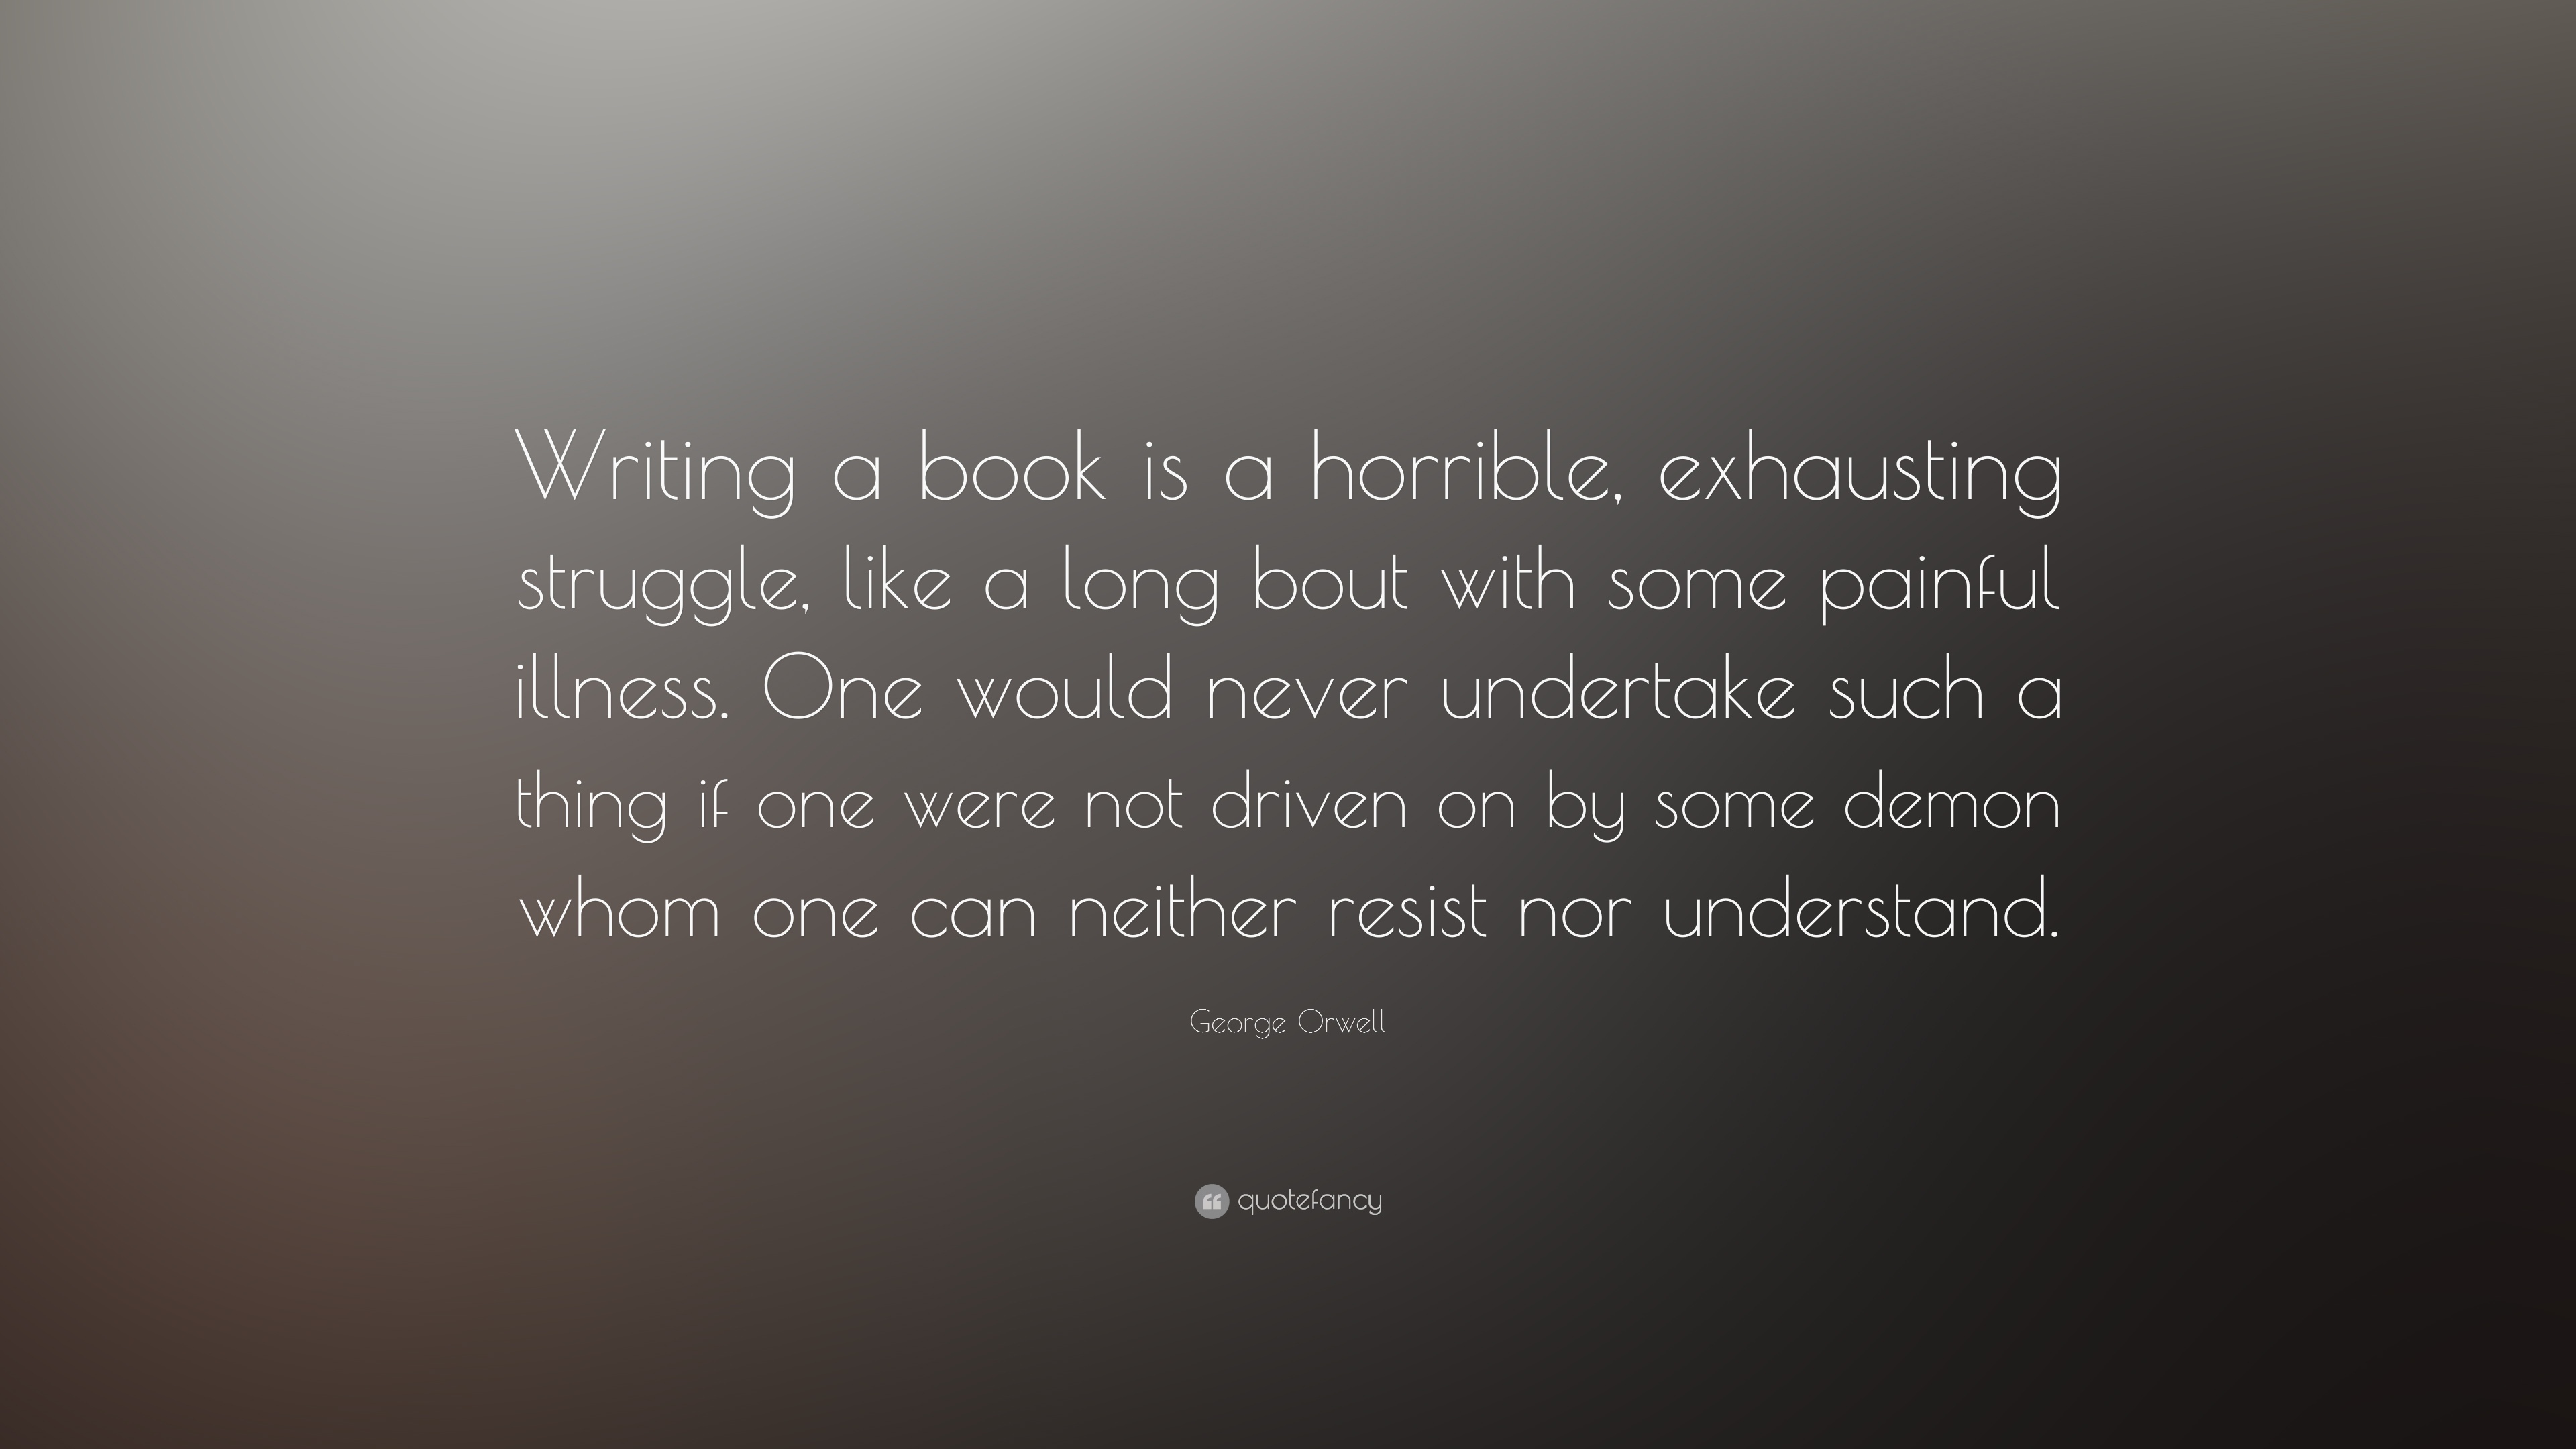 Writing a book is a horrible, exhausting
struggle, like a long bout with some painful
illness. One would never undertake such a
thing if one were not driven on by some demon
whom one can neither resist nor understand.
George Orwell
quotefancy